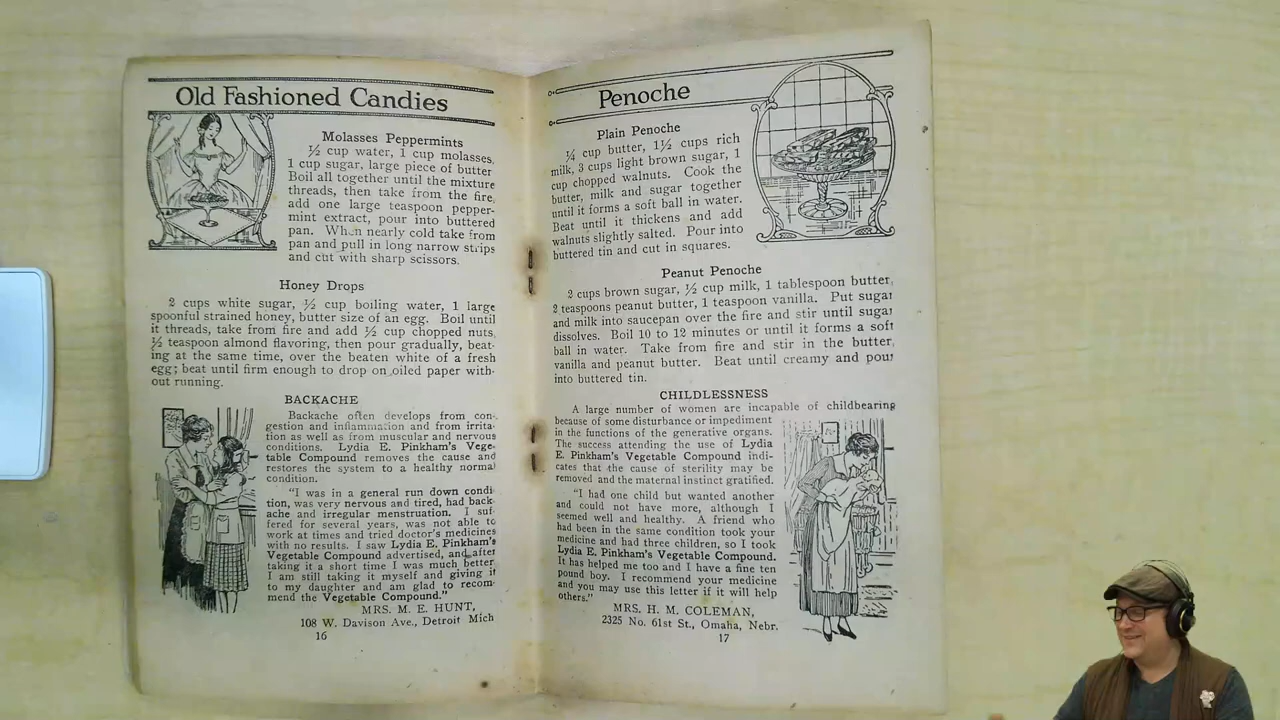 Old Fashioned Candies
Molasses Peppermints
½ cup water, 1 cup molasses,
1 cup sugar, large piece of butter
Boil all together until the mixture
threads, then take from the fire,
add one large teaspoon pepper-
mint extract, pour into buttered
pan. When nearly cold take from
pan and pull in long narrow strips
and cut with sharp scissors.
Honey Drops
2 cups white sugar, ½ cup boiling water, 1 large
spoonful strained honey, butter size of an egg. Boil until
it threads, take from fire and add ½ cup chopped nuts,
½ teaspoon almond flavoring, then pour gradually, beat-
ing at the same time, over the beaten white of a fresh
egg; beat until firm enough to drop on oiled paper with-
out running.
BACKACHE
Backache often develops from con-
gestion and inflammation and from irrita-
tion as well as from muscular and nervous
conditions. Lydia E. Pinkham's Vege-
table Compound removes the cause and
restores the system to a healthy normal
condition.
"I was in a general run down condi-
tion, was very nervous and tired, had back-
ache and irregular menstruation. I suf-
fered for several years, was not able to
work at times and tried doctor's medicines
with no results. I saw Lydia E. Pinkham's
Vegetable Compound advertised, and after
taking it a short time I was much better
I am still taking it myself and giving it
to my daughter and am glad to recom-
mend the Vegetable Compound."
MRS. M. E. HUNT,
108 W. Davison Ave., Detroit Mich
16
Penoche
Plain Penoche
¼ cup butter, 1½ cups rich
milk, 3 cups light brown sugar, 1
cup chopped walnuts. Cook the
butter, milk and sugar together
until it forms a soft ball in water.
Beat until it thickens and add
walnuts slightly salted. Pour into
buttered tin and cut in squares.
Peanut Penoche
2 cups brown sugar, ½ cup milk, 1 tablespoon butter,
2 teaspoons peanut butter, 1 teaspoon vanilla. Put sugar
and milk into saucepan over the fire and stir until sugar
dissolves. Boil 10 to 12 minutes or until it forms a soft
ball in water. Take from fire and stir in the butter,
vanilla and peanut butter. Beat until creamy and pour
into buttered tin.
CHILDLESSNESS
A large number of women are incapable of childbearing
because of some disturbance or impediment
in the functions of the generative organs.
The success attending the use of Lydia
E. Pinkham's Vegetable Compound indi-
cates that the cause of sterility may be
removed and the maternal instinct gratified.
"I had one child but wanted another
and could not have more, although I
seemed well and healthy. A friend who
had been in the same condition took your
medicine and had three children, so I took
Lydia E. Pinkham's Vegetable Compound.
It has helped me too and I have a fine ten
pound boy. I recommend your medicine
and you may use this letter if it will help
others."
MRS. H. M. COLEMAN,
2325 No. 61st St., Omaha, Nebr.
17